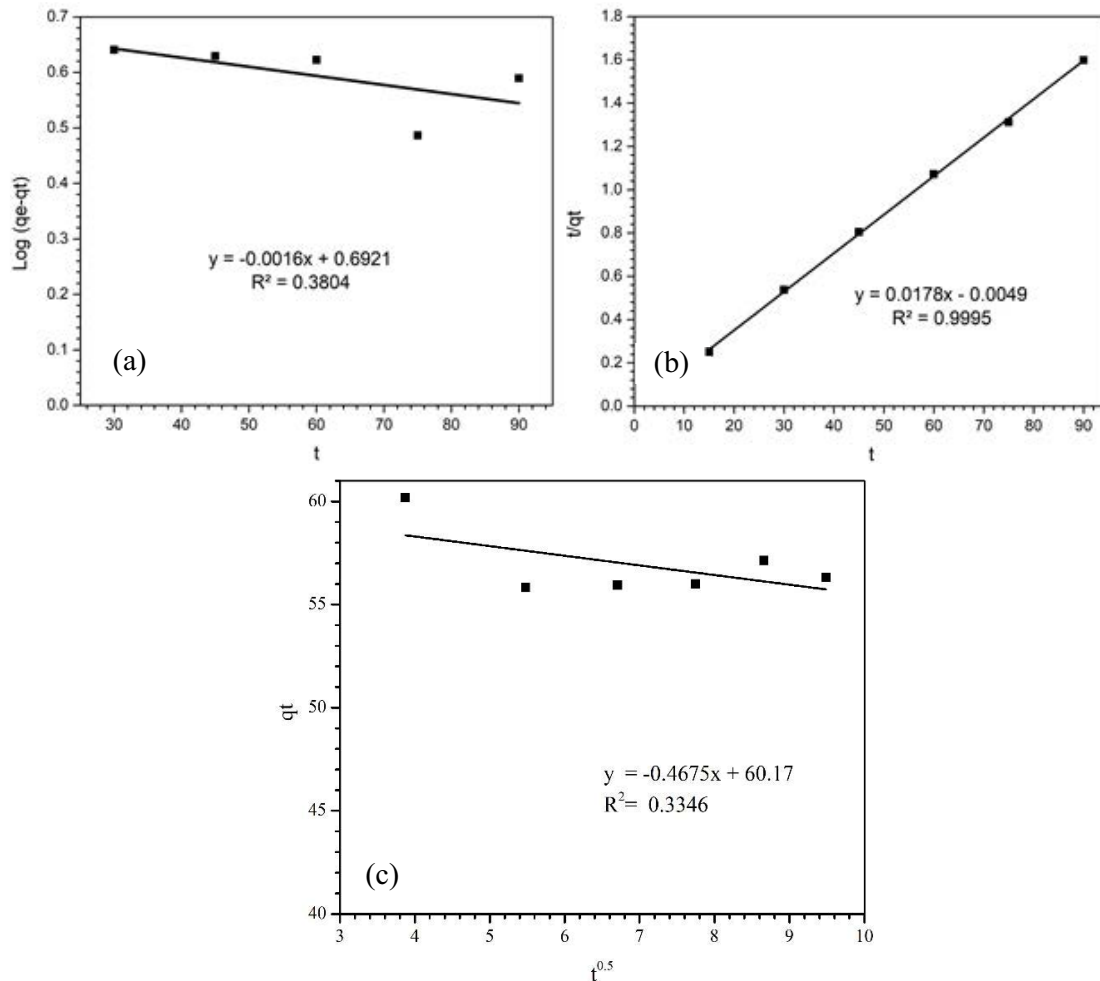 0.7
0.6
0.5
0.4
0.3
0.2
0.1
0.0
Log (qe-qt)
y = -0.0016x + 0.6921
R² = 0.3804
(a)
30 40 50 60 70 80 90
t
1.8
1.6
1.4
1.2
1.0
0.8
0.6
0.4
0.2
0.0
t/qt
y = 0.0178x - 0.0049
R² = 0.9995
(b)
0 10 20 30 40 50 60 70 80 90
t
60
55
50
45
40
qt
y = -0.4675x + 60.17
R²= 0.3346
(c)
3 4 5 6 7 8 9 10
t⁰·⁵